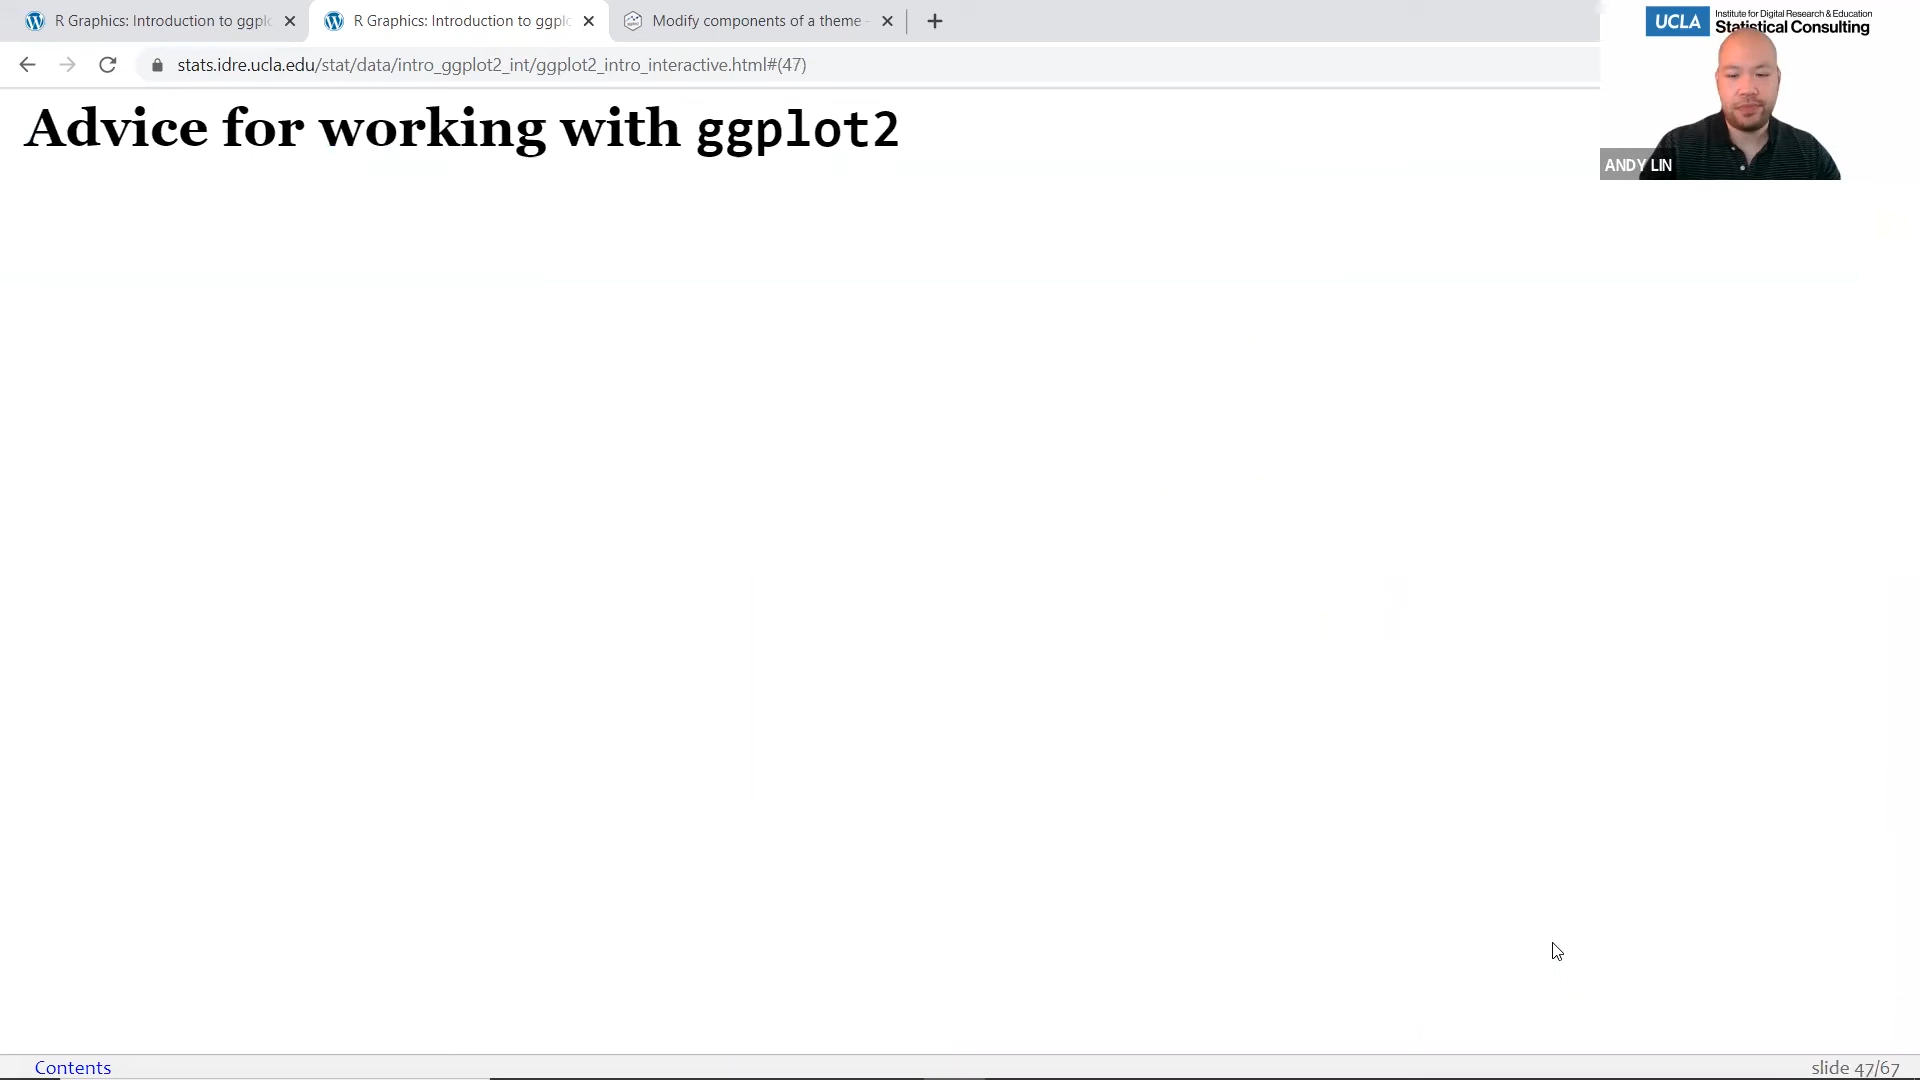 R Graphics: Introduction to ggplo
R Graphics: Introduction to ggplo
Modify components of a theme -
stats.idre.ucla.edu/stat/data/intro_ggplot2_int/ggplot2_intro_interactive.html#(47)
UCLA
Institute for Digital Research & Education
Statistical Consulting
ANDY LIN
Advice for working with ggplot2
Contents
slide 47/67